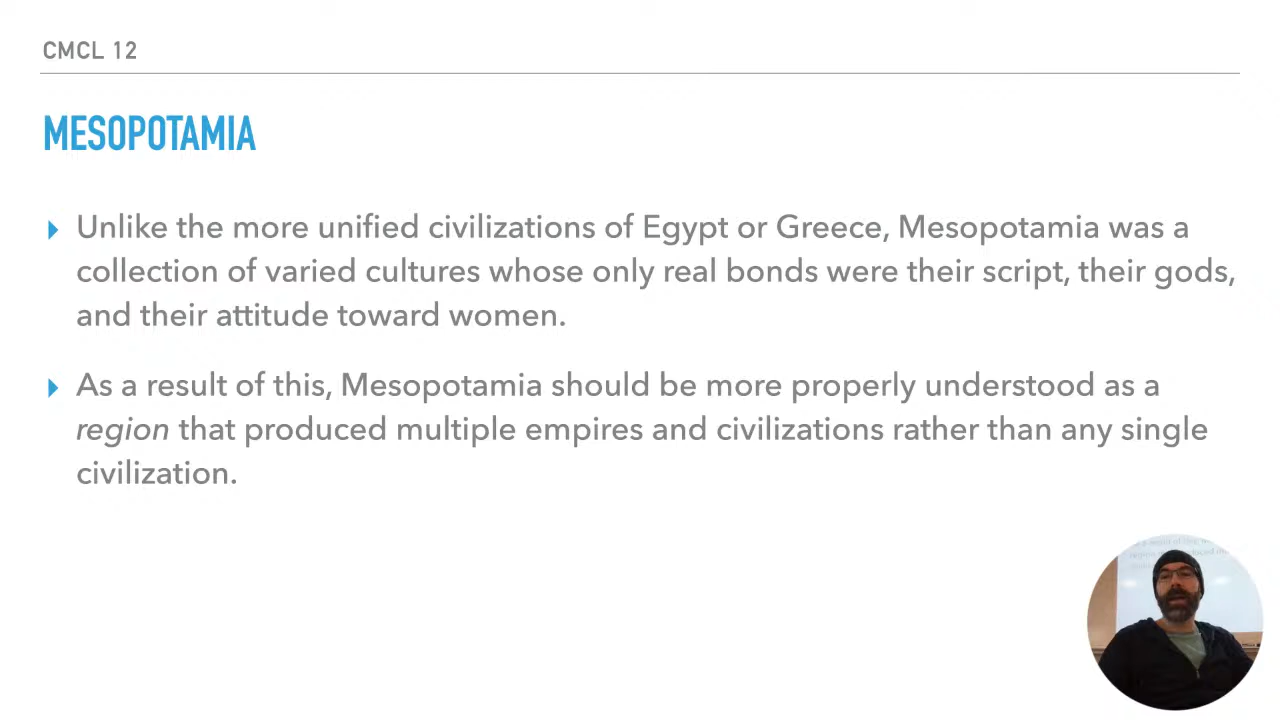 CMCL 12
MESOPOTAMIA
Unlike the more unified civilizations of Egypt or Greece, Mesopotamia was a
collection of varied cultures whose only real bonds were their script, their gods,
and their attitude toward women.
As a result of this, Mesopotamia should be more properly understood as a
region that produced multiple empires and civilizations rather than any single
civilization.